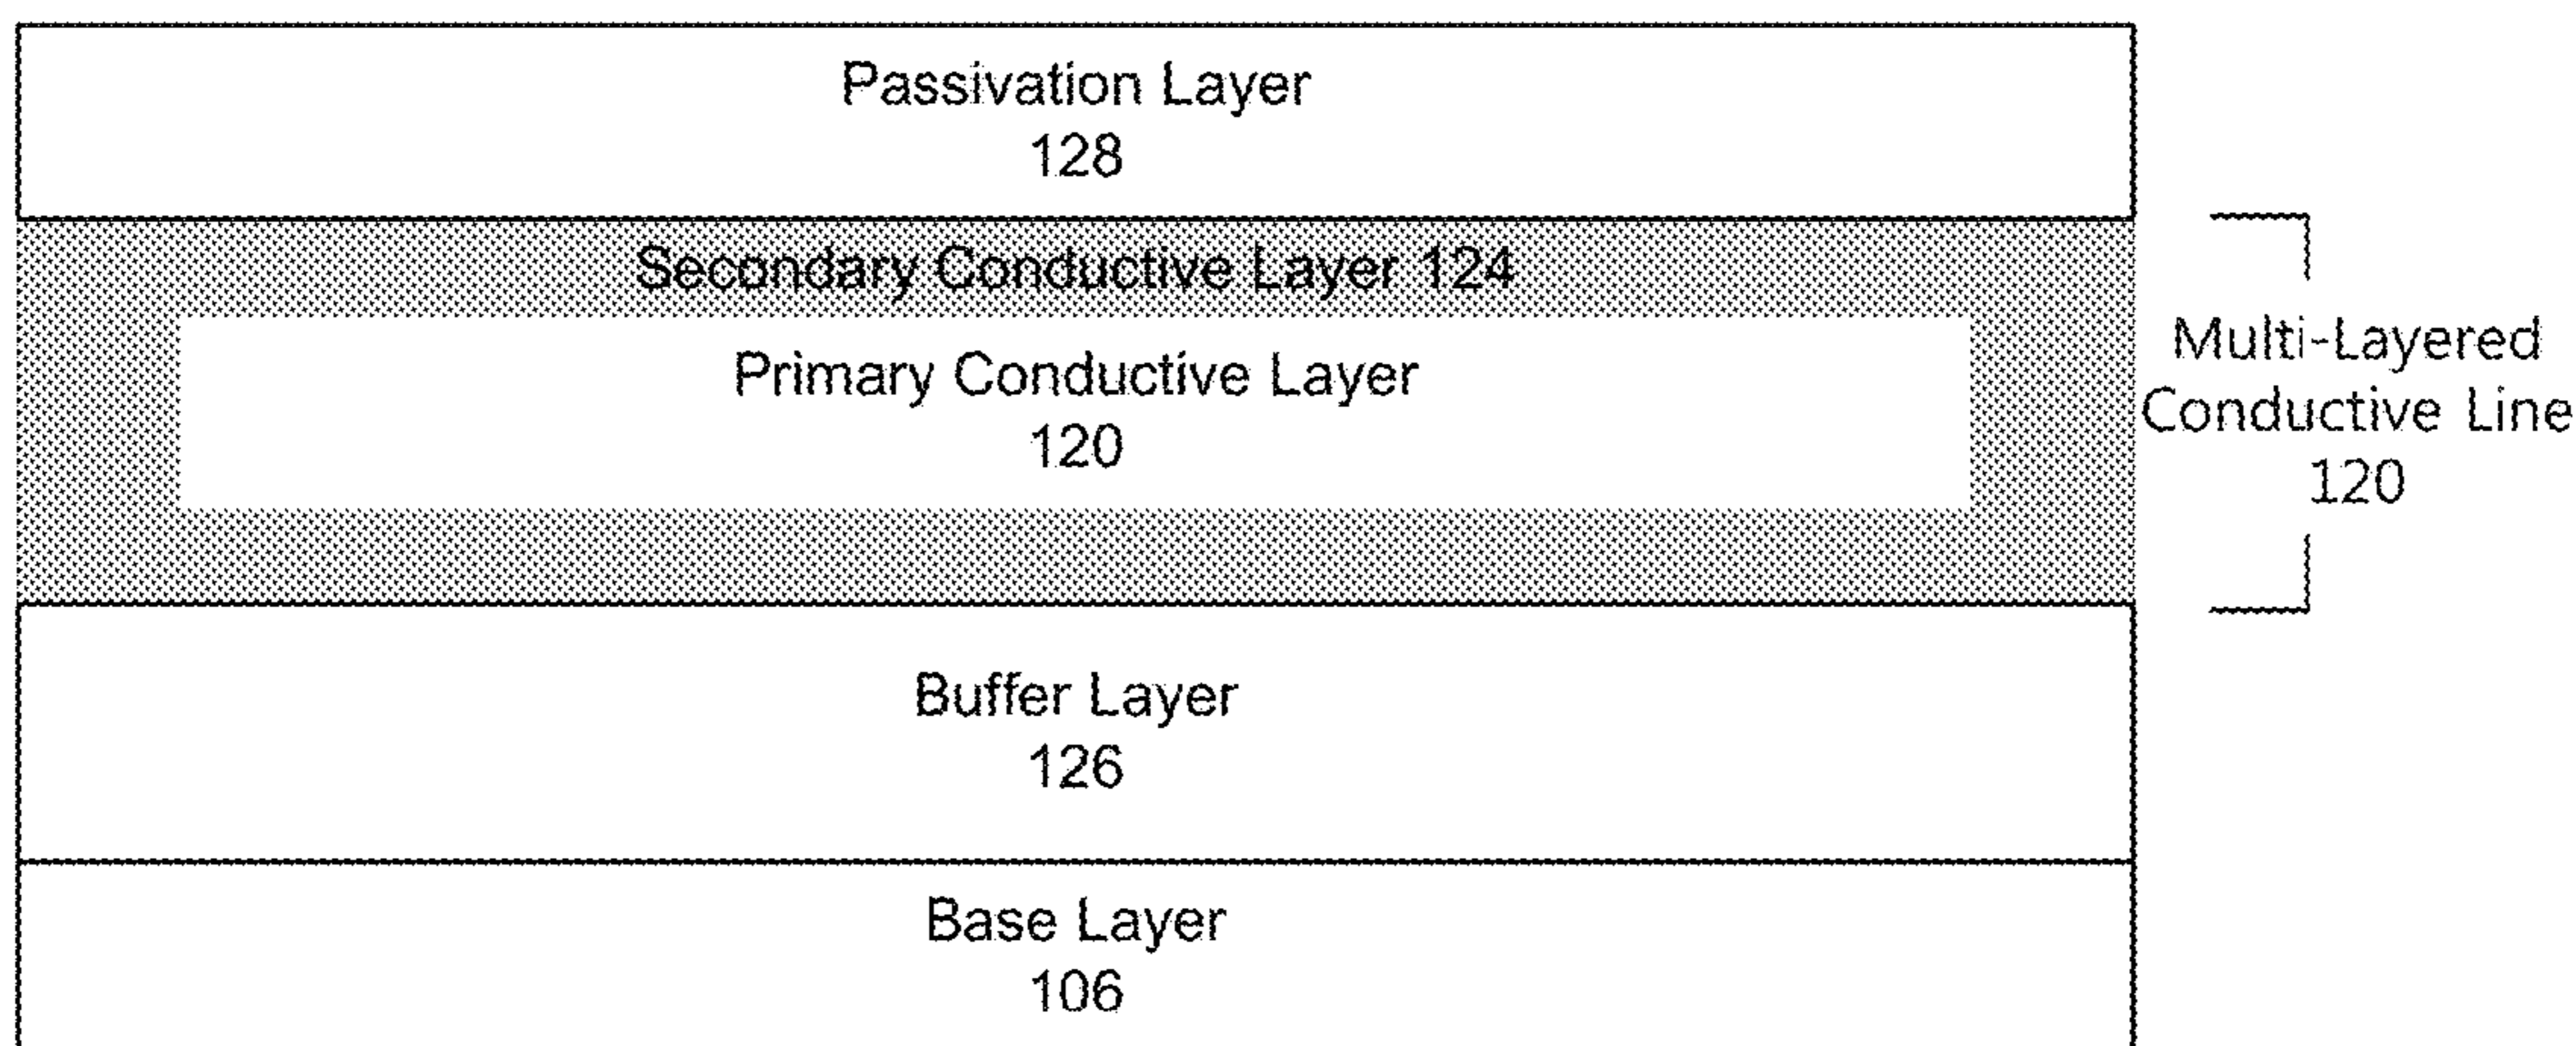 Passivation Layer
128
Secondary Conductive Layer 124
Primary Conductive Layer
120
Multi-Layered
Conductive Line
120
Buffer Layer
126
Base Layer
106